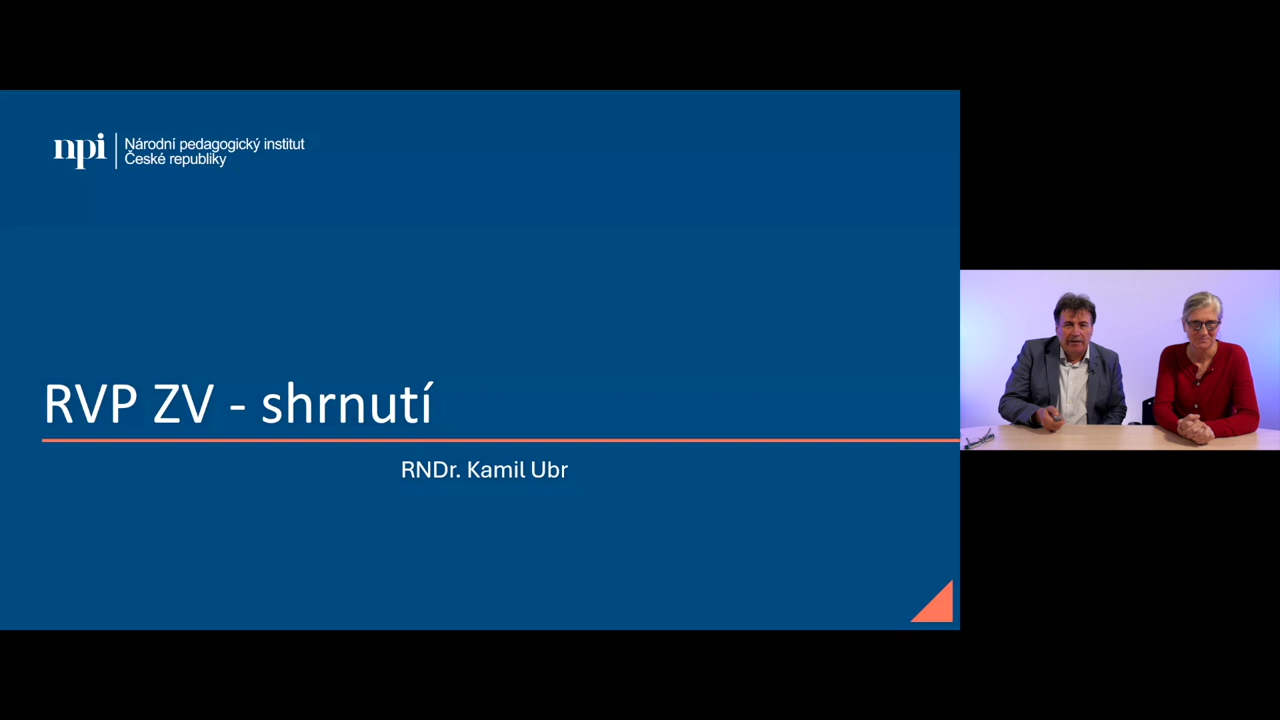 npi
Národní pedagogický institut
České republiky
RVP ZV - shrnutí
RNDr. Kamil Ubr